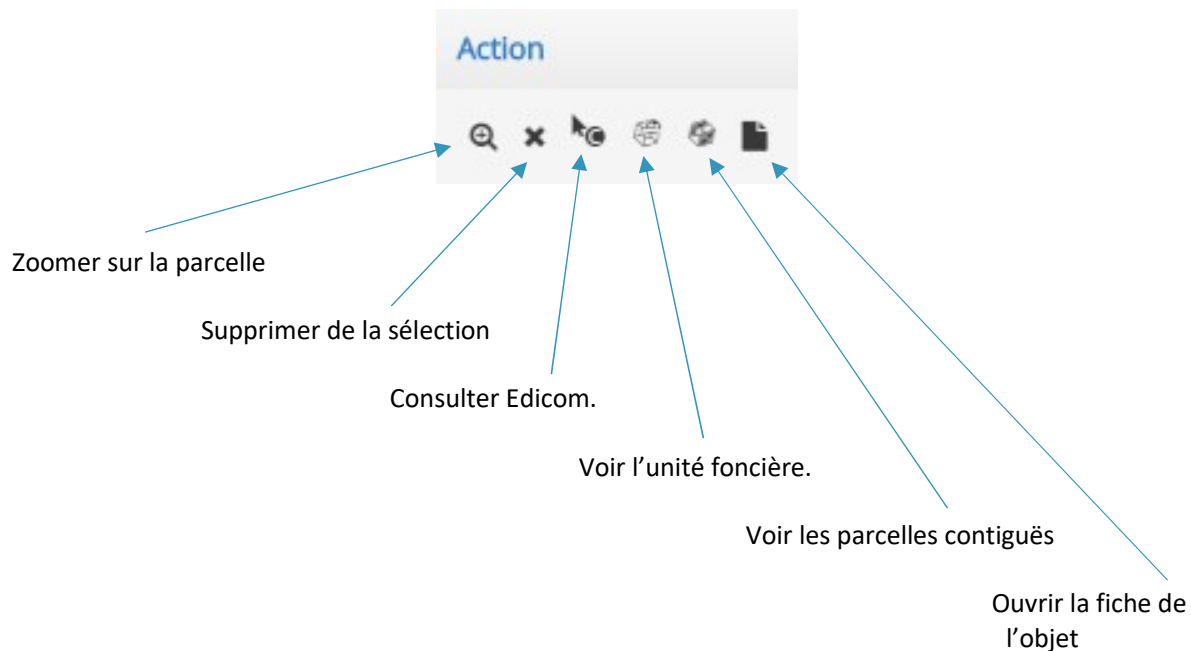 Action
Zoomer sur la parcelle
Supprimer de la sélection
Consulter Edicom.
Voir l’unité foncière.
Voir les parcelles contiguës
Ouvrir la fiche de
l’objet